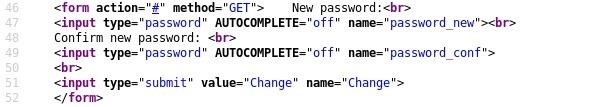 46 <form action="#" method="GET"> New password:<br>
47 <input type="password" AUTOCOMPLETE="off" name="password_new"><br>
48 Confirm new password: <br>
49 <input type="password" AUTOCOMPLETE="off" name="password_conf">
50 <br>
51 <input type="submit" value="Change" name="Change">
52 </form>